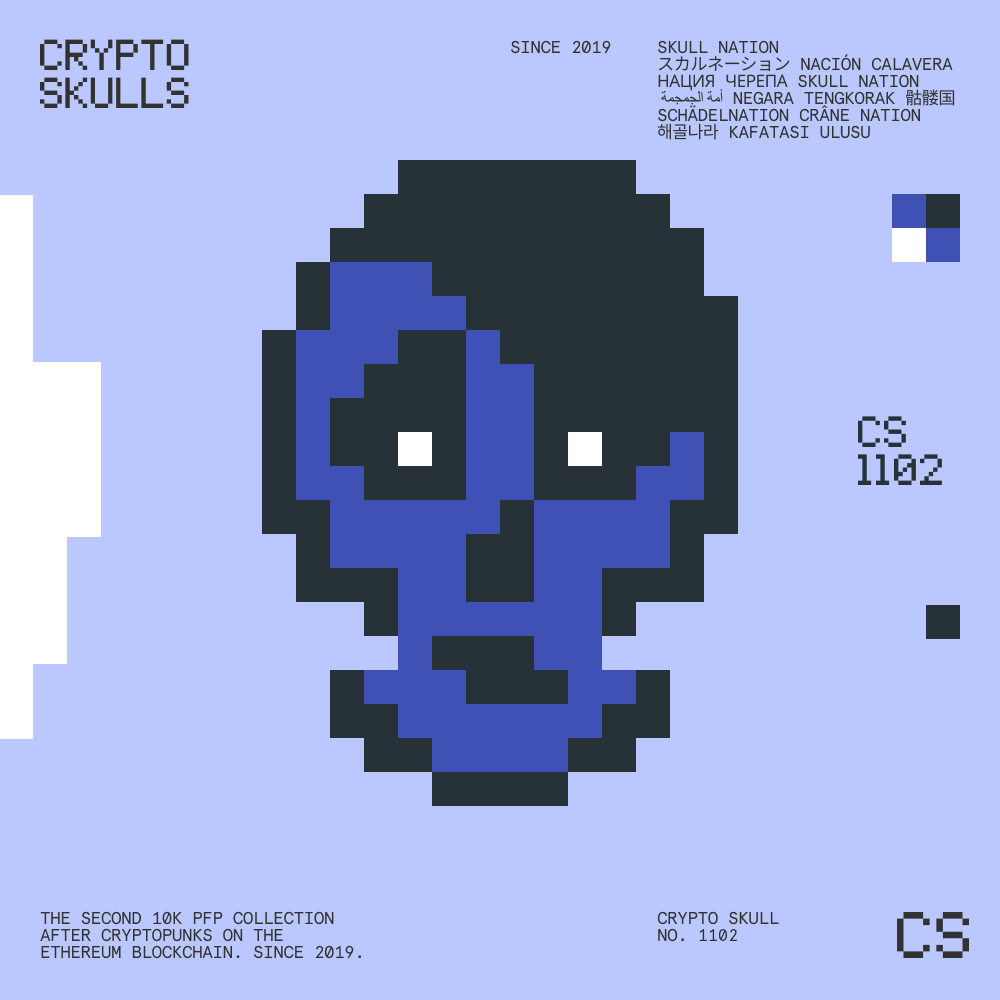 CRYPTO
SKULLS
SINCE 2019
SKULL NATION
スカルネーション NACIÓN CALAVERA
НАЦИЯ ЧЕРЕПА SKULL NATION
أمة الجمجمة NEGARA TENGKORAK 骷髅国
SCHÄDELNATION CRÂNE NATION
해골나라 KAFATASI ULUSU
CS
1102
THE SECOND 10K PFP COLLECTION
AFTER CRYPTOPUNKS ON THE
ETHEREUM BLOCKCHAIN. SINCE 2019.
CRYPTO SKULL
NO. 1102
CS